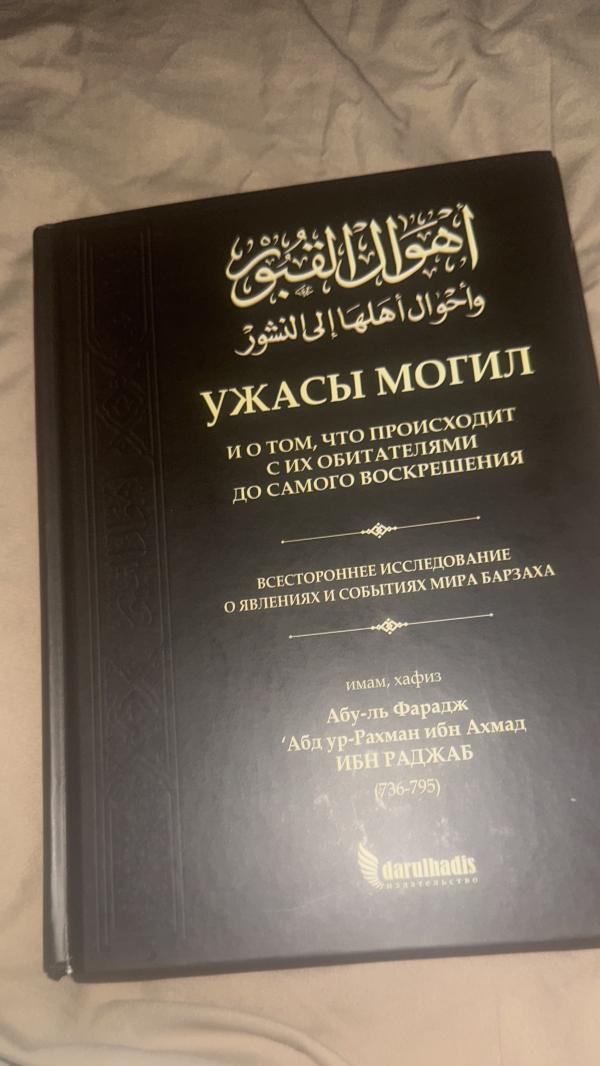 أهوال القبور
وأحوال أهلها إلى النشور
УЖАСЫ МОГИЛ
И О ТОМ, ЧТО ПРОИСХОДИТ
С ИХ ОБИТАТЕЛЯМИ
ДО САМОГО ВОСКРЕШЕНИЯ
ВСЕСТОРОННЕЕ ИССЛЕДОВАНИЕ
О ЯВЛЕНИЯХ И СОБЫТИЯХ МИРА БАРЗАХА
имам, хафиз
Абу-ль Фарадж
‘Абд ур-Рахман ибн Ахмад
ИБН РАДЖАБ
(736-795)
darulhadis
издательство